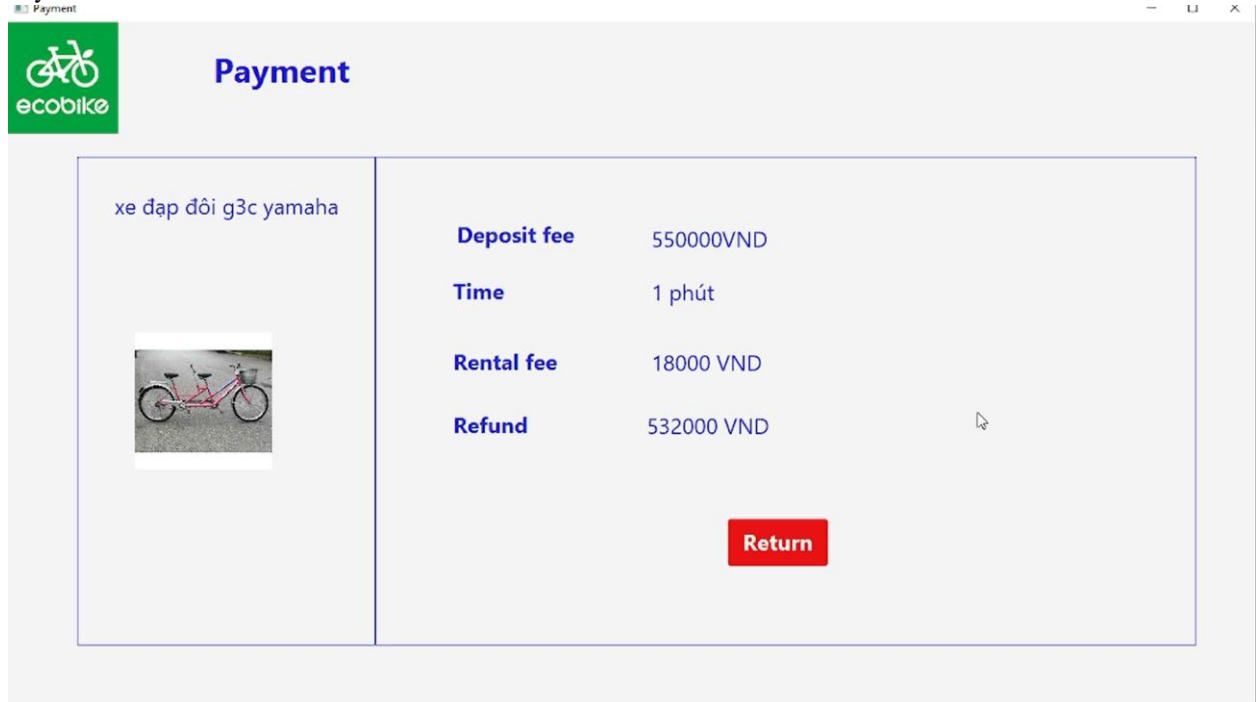 Payment
ecobike
Payment
xe đạp đôi g3c yamaha
Deposit fee 550000VND
Time 1 phút
Rental fee 18000 VND
Refund 532000 VND
Return